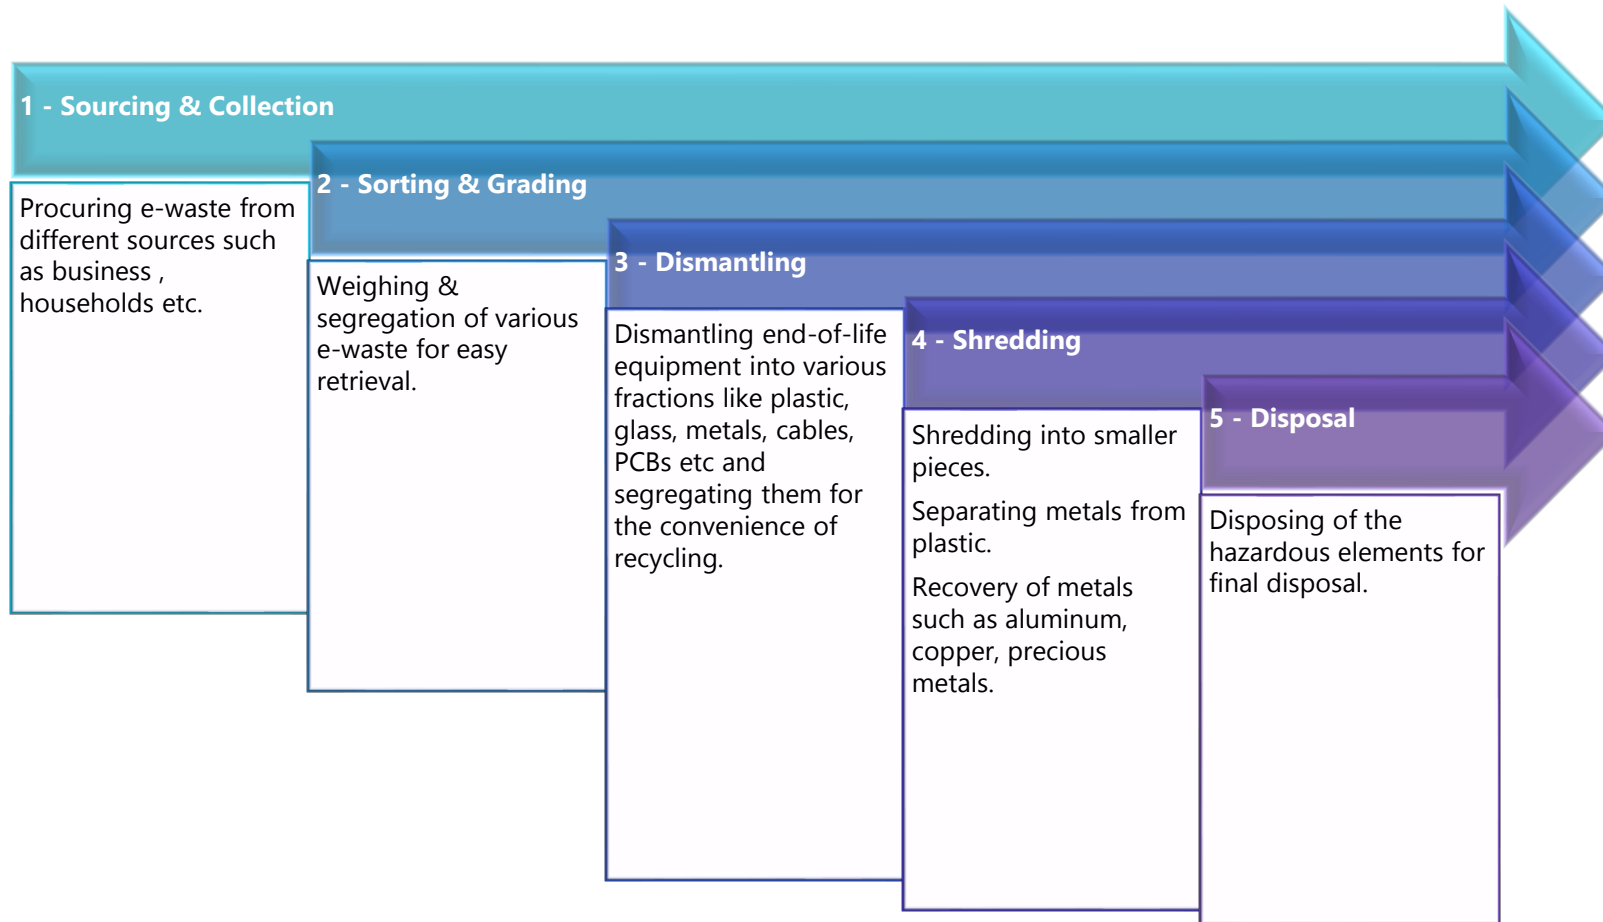 1 - Sourcing & Collection
Procuring e-waste from
different sources such
as business ,
households etc.
2 - Sorting & Grading
Weighing &
segregation of various
e-waste for easy
retrieval.
3 - Dismantling
Dismantling end-of-life
equipment into various
fractions like plastic,
glass, metals, cables,
PCBs etc and
segregating them for
the convenience of
recycling.
4 - Shredding
Shredding into smaller
pieces.
Separating metals from
plastic.
Recovery of metals
such as aluminum,
copper, precious
metals.
5 - Disposal
Disposing of the
hazardous elements for
final disposal.